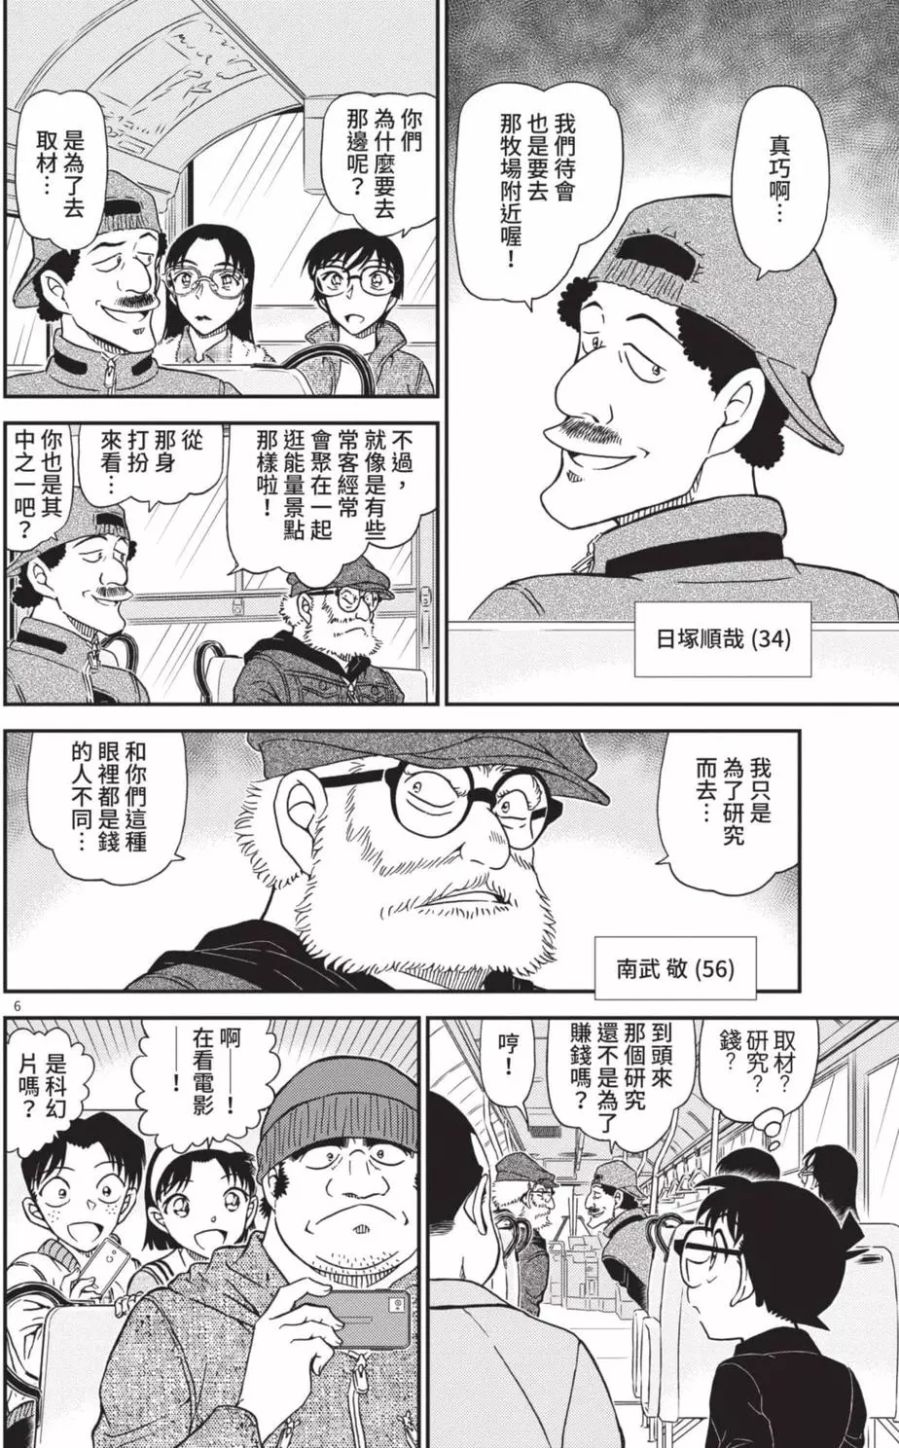 真巧啊…
我們待會
也是要去
那牧場附近喔！
日塚順哉 (34)
你們
為什麼要去
那邊呢？
是為了去
取材…
不過，
就像是有些
常客經常
會聚在一起
逛能量景點
那樣啦！
從
那身
打扮
來看…
你也是其
中之一吧？
我只是
為了研究
而去…
和你們這種
眼裡都是錢
的人不同…
南武 敬 (56)
6
取材？
研究？
錢？
到頭來
那個研究
還不是為了
賺錢嗎？
哼！
啊——！
在看電影
——！
是科幻
片嗎？